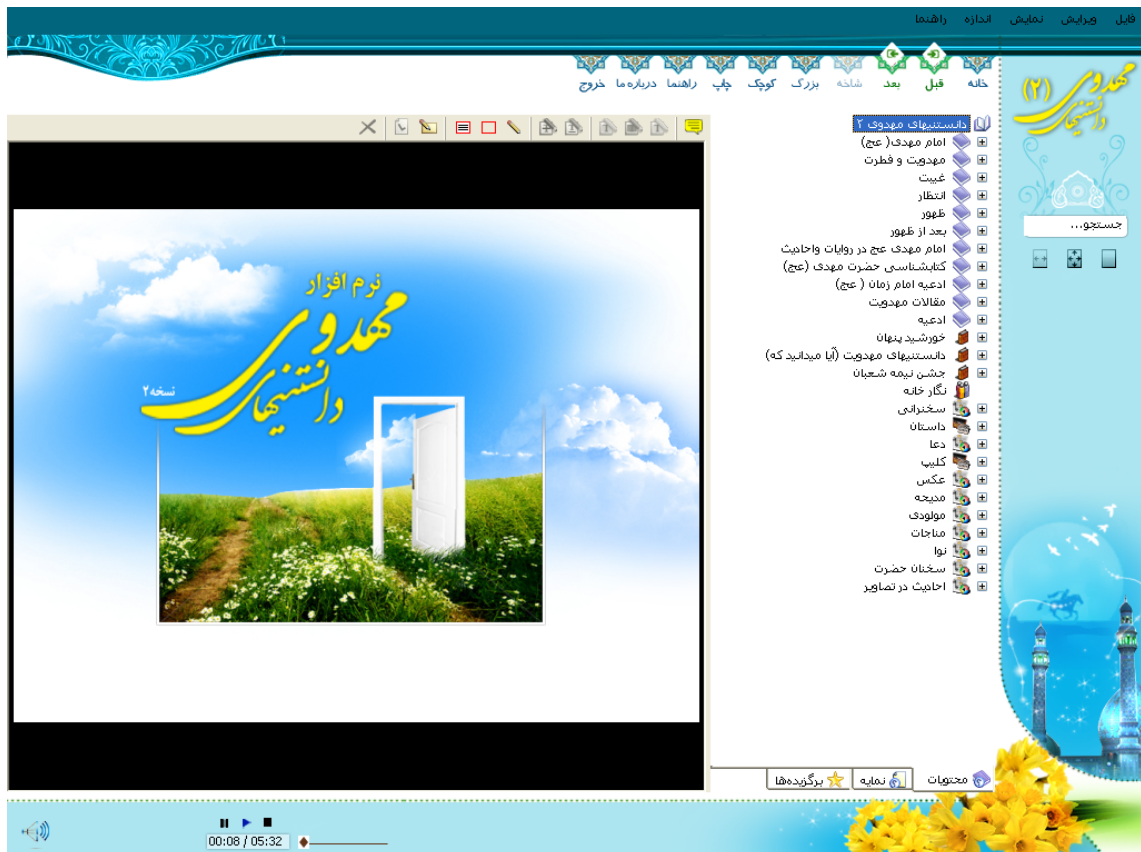 فایل ویرایش نمایش اندازه راهنما
خانه قبل بعد شاخه بزرگ کوچک چاپ راهنما درباره ما خروج
مهدوی (۲)
دانستنیهای
جستجو...
دانستنیهای مهدوی ۲
امام مهدی( عج)
مهدویت و فطرت
غیبت
انتظار
ظهور
بعد از ظهور
امام مهدی عج در روایات واحادیث
کتابشناسی حضرت مهدی (عج)
ادعیه امام زمان ( عج)
مقالات مهدویت
ادعیه
خورشید پنهان
دانستنیهای مهدویت (آیا میدانید که)
جشن نیمه شعبان
نگار خانه
سخنرانی
داستان
دعا
کلیپ
عکس
مدیحه
مولودی
مناجات
نوا
سخنان حضرت
احادیث در تصاویر
محتویات نمایه برگزیده‌ها
نرم افزار
مهدوی
دانستنیهای
نسخه ۲
00:08 / 05:32